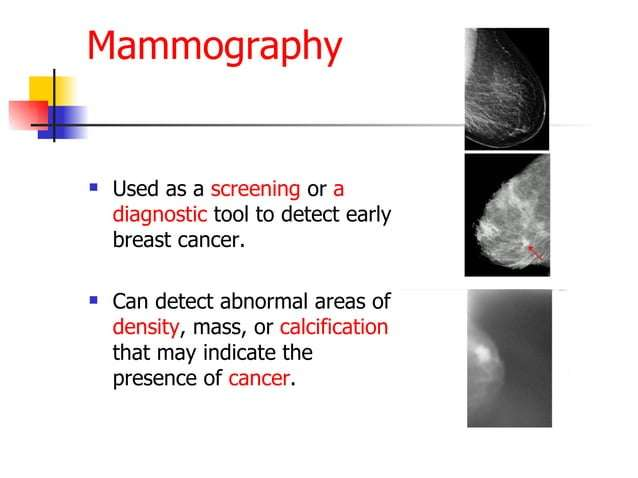 Mammography
Used as a screening or a
diagnostic tool to detect early
breast cancer.
Can detect abnormal areas of
density, mass, or calcification
that may indicate the
presence of cancer.